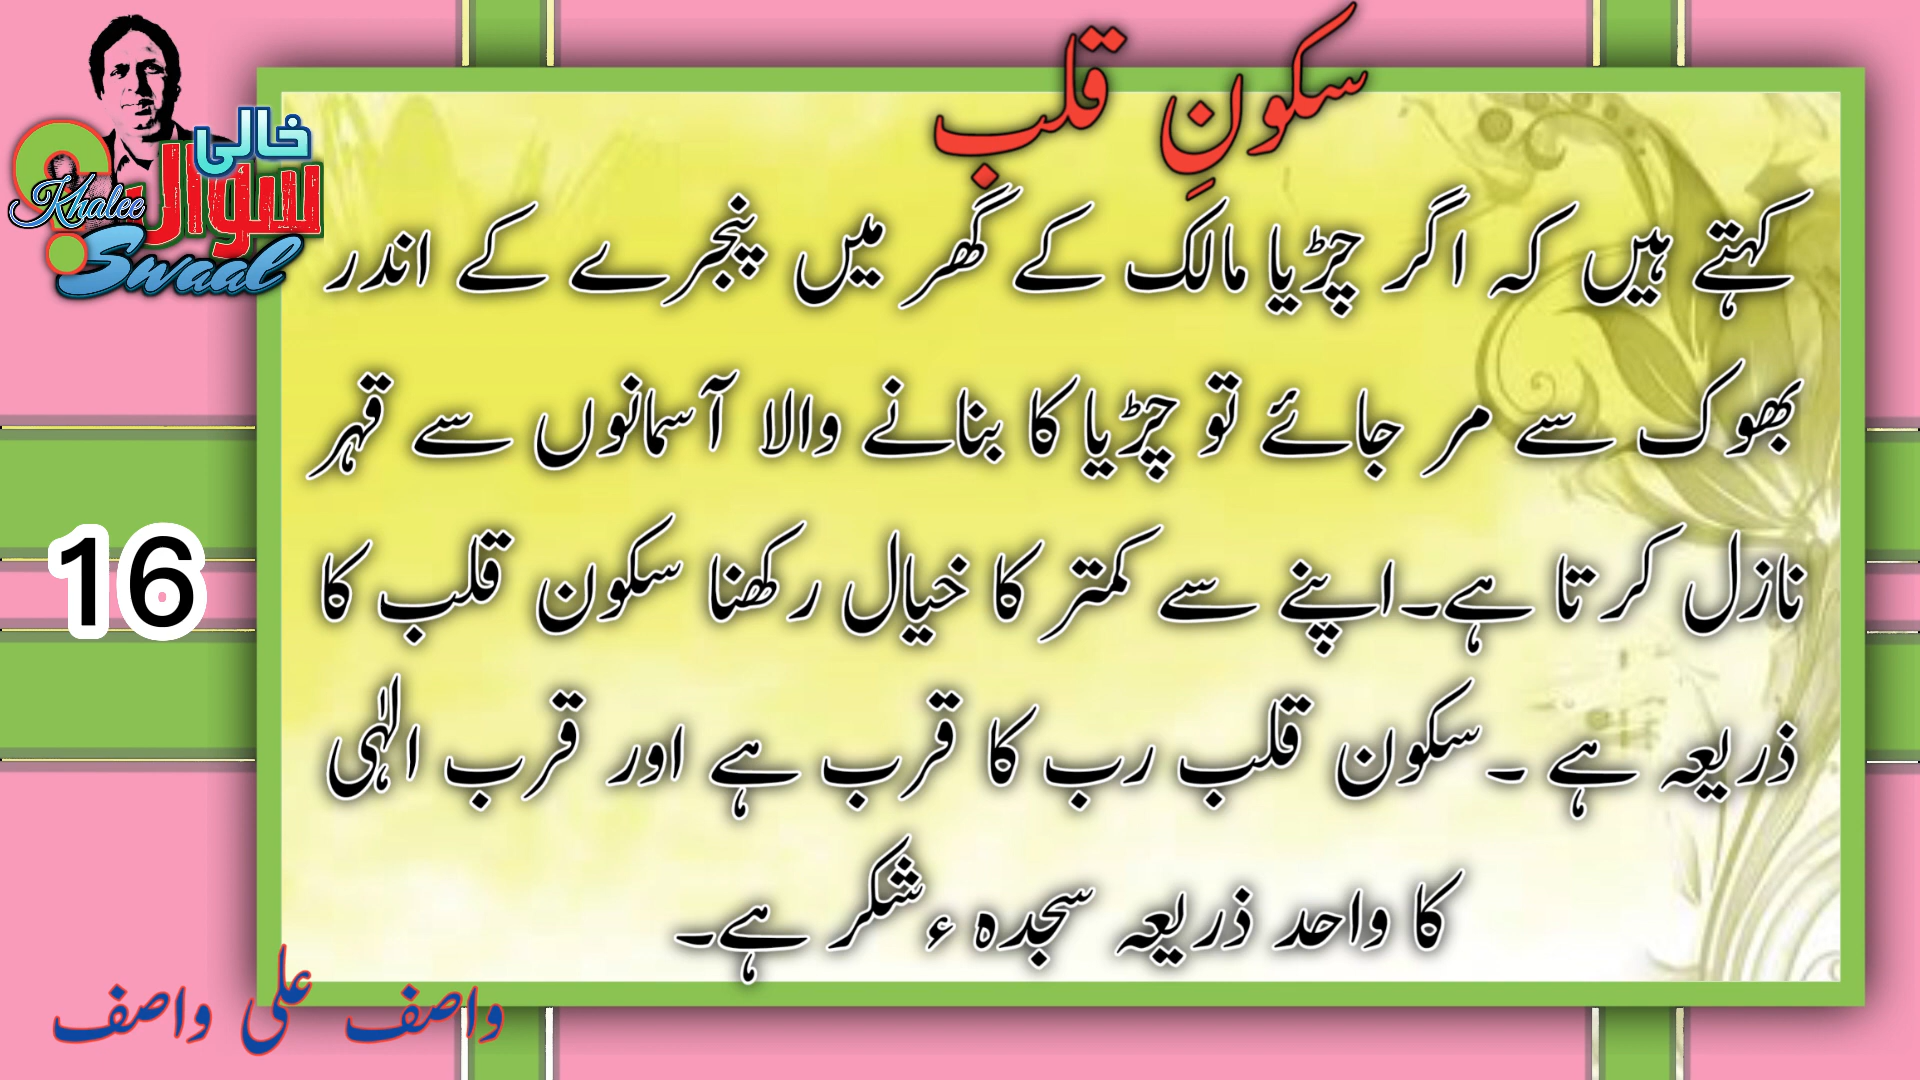 سکونِ قلب
خالی
سوال
Khalee
Swaal
کہتے ہیں کہ اگر چڑیا مالک کے گھر میں پنجرے کے اندر
بھوک سے مر جائے تو چڑیا کا بنانے والا آسمانوں سے قہر
نازل کرتا ہے۔اپنے سے کمتر کا خیال رکھنا سکون قلب کا
ذریعہ ہے ۔سکون قلب رب کا قرب ہے اور قرب الٰہی
کا واحد ذریعہ سجدہ ء شکر ہے۔
16
واصف علی واصف